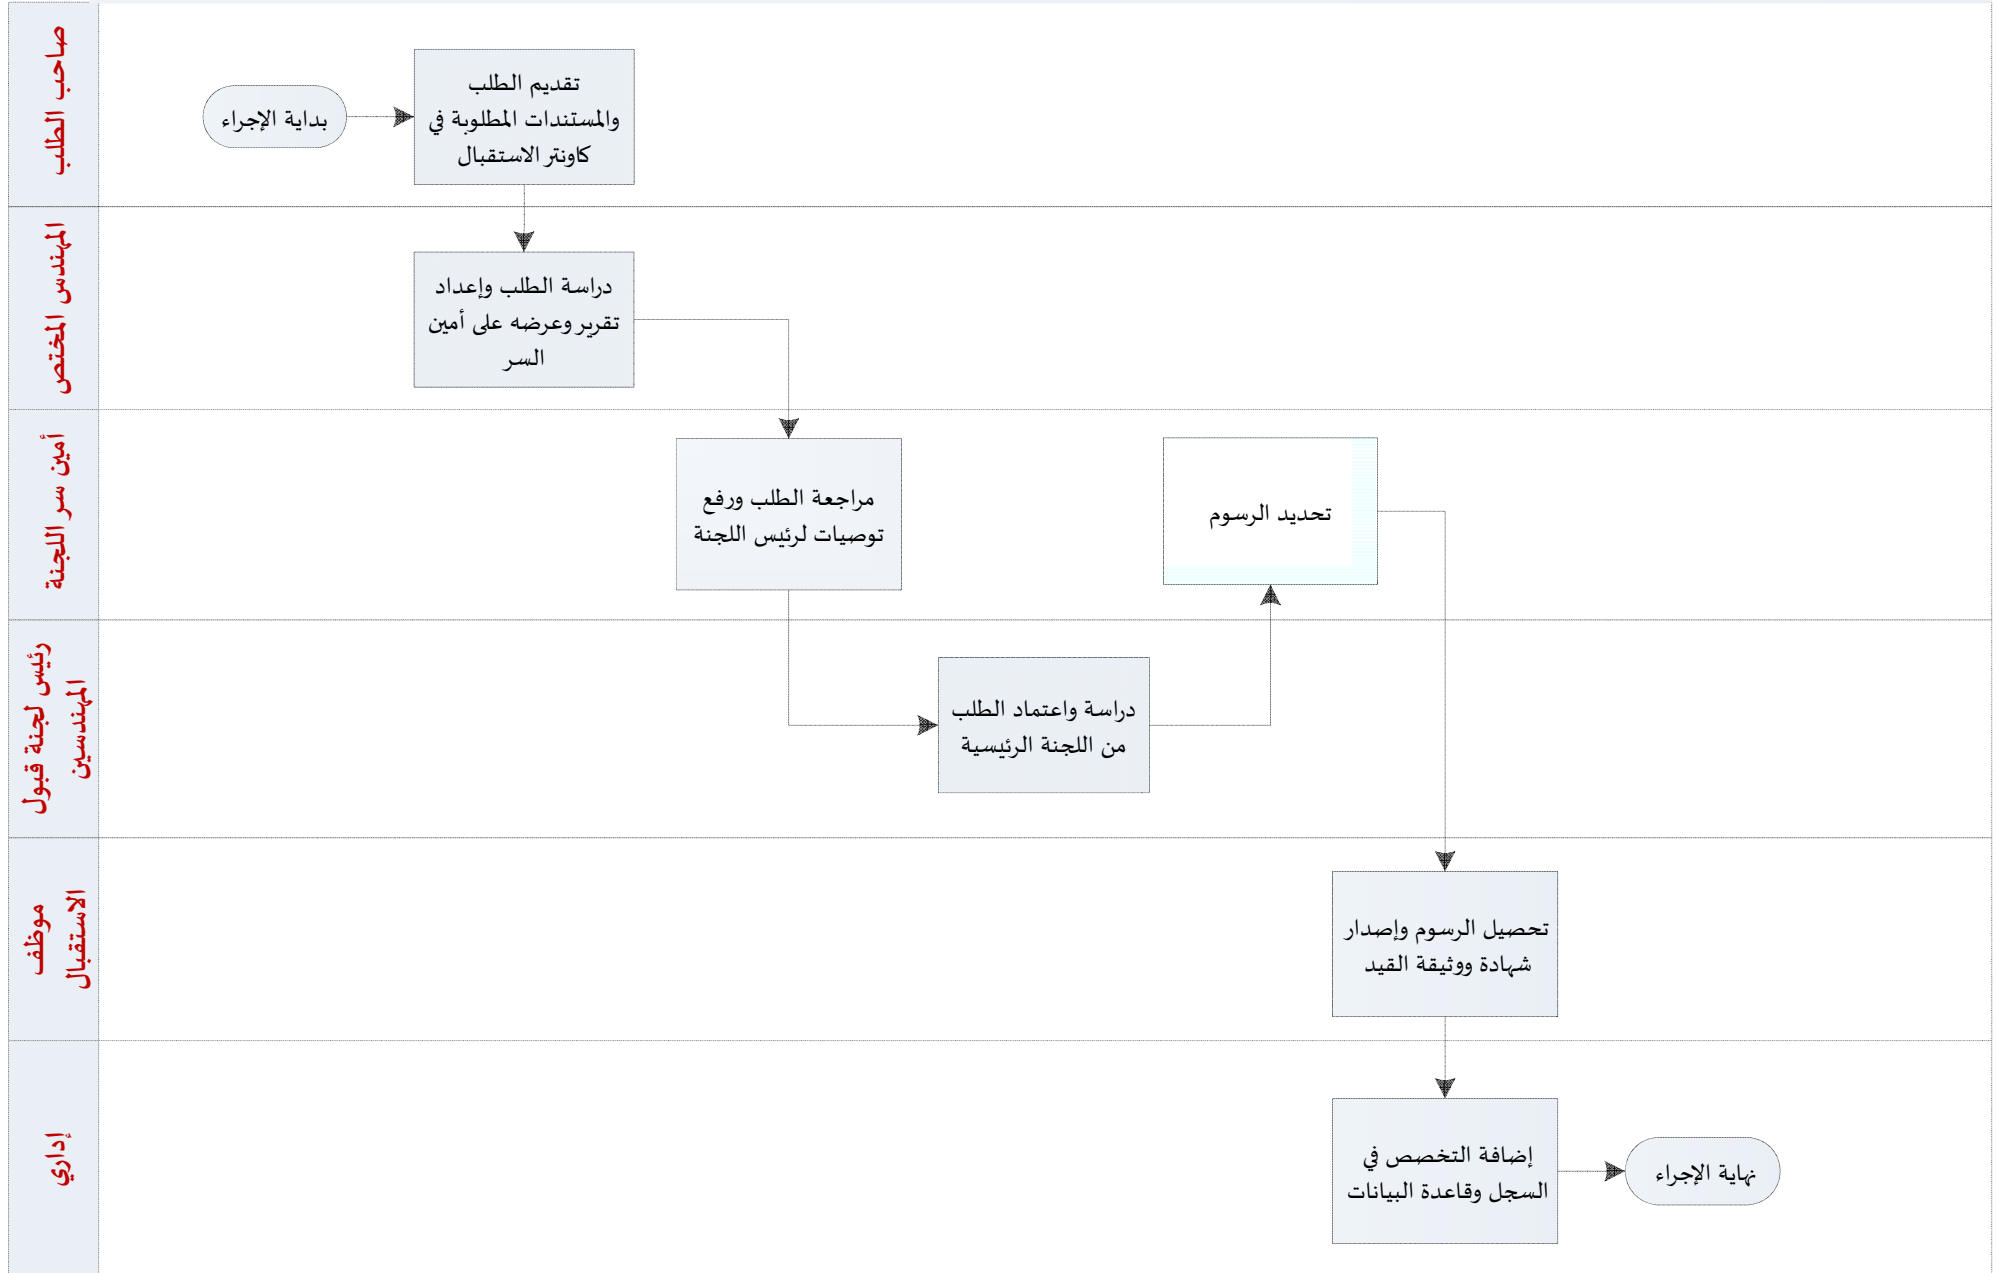 صاحب الطلب
بداية الإجراء
تقديم الطلب
والمستندات المطلوبة في
كاونتر الاستقبال
المهندس المختص
دراسة الطلب وإعداد
تقرير وعرضه على أمين
السر
أمين سر اللجنة
مراجعة الطلب ورفع
توصيات لرئيس اللجنة
تحديد الرسوم
رئيس لجنة قبول
المهندسين
دراسة واعتماد الطلب
من اللجنة الرئيسية
موظف
الاستقبال
تحصيل الرسوم وإصدار
شهادة ووثيقة القيد
إداري
إضافة التخصص في
السجل وقاعدة البيانات
نهاية الإجراء